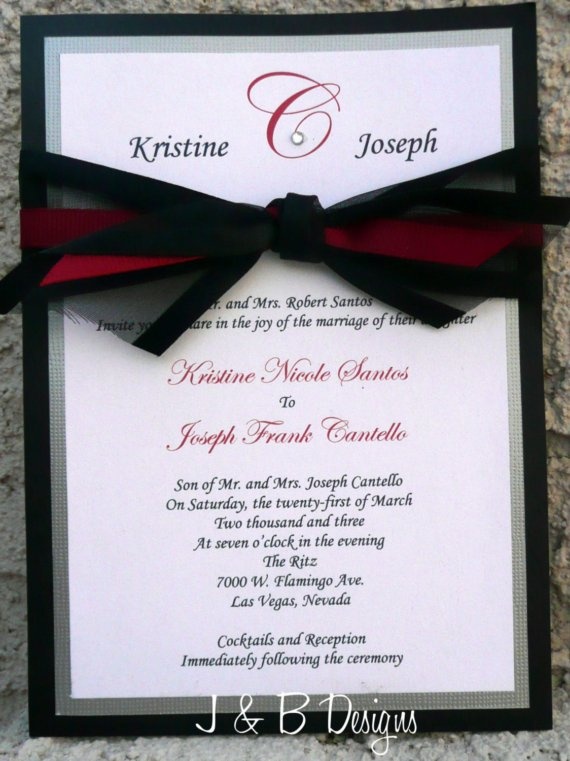 C
Kristine Joseph
and Mrs. Robert Santos
Invite in the joy of the marriage of their
Kristine Nicole Santos
To
Joseph Frank Cantello
Son of Mr. and Mrs. Joseph Cantello
On Saturday, the twenty-first of March
Two thousand and three
At seven o'clock in the evening
The Ritz
7000 W. Flamingo Ave.
Las Vegas, Nevada
Cocktails and Reception
Immediately following the ceremony
J & B Designs